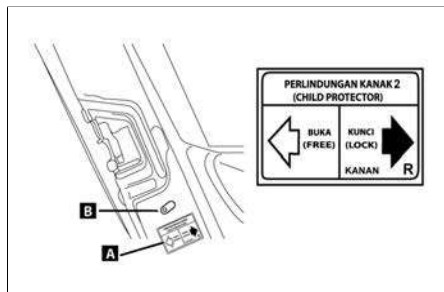 PERLINDUNGAN KANAK 2
(CHILD PROTECTOR)
BUKA
(FREE)
KUNCI
(LOCK)
KANAN
R
B
A